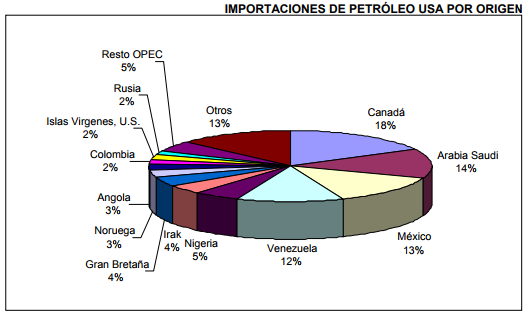 IMPORTACIONES DE PETRÓLEO USA POR ORIGEN
Resto OPEC
5%
Rusia
2%
Islas Virgenes, U.S.
2%
Colombia
2%
Angola
3%
Noruega
3%
Gran Bretaña
4%
Irak
4%
Nigeria
5%
Venezuela
12%
México
13%
Arabia Saudi
14%
Canadá
18%
Otros
13%